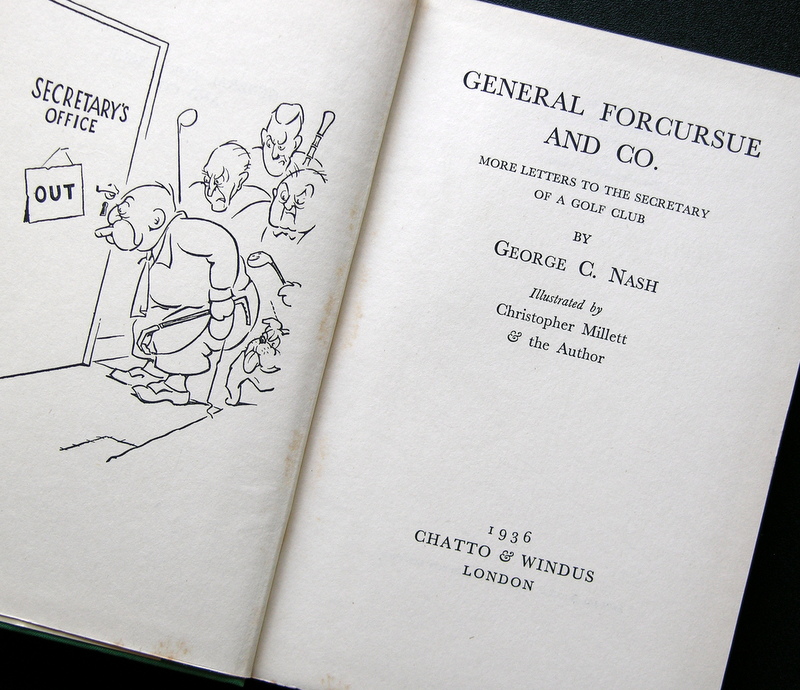 SECRETARY'S
OFFICE
OUT
GENERAL FORCURSUE
AND CO.
MORE LETTERS TO THE SECRETARY
OF A GOLF CLUB
BY
GEORGE C. NASH
Illustrated by
Christopher Millett
& the Author
1936
CHATTO & WINDUS
LONDON